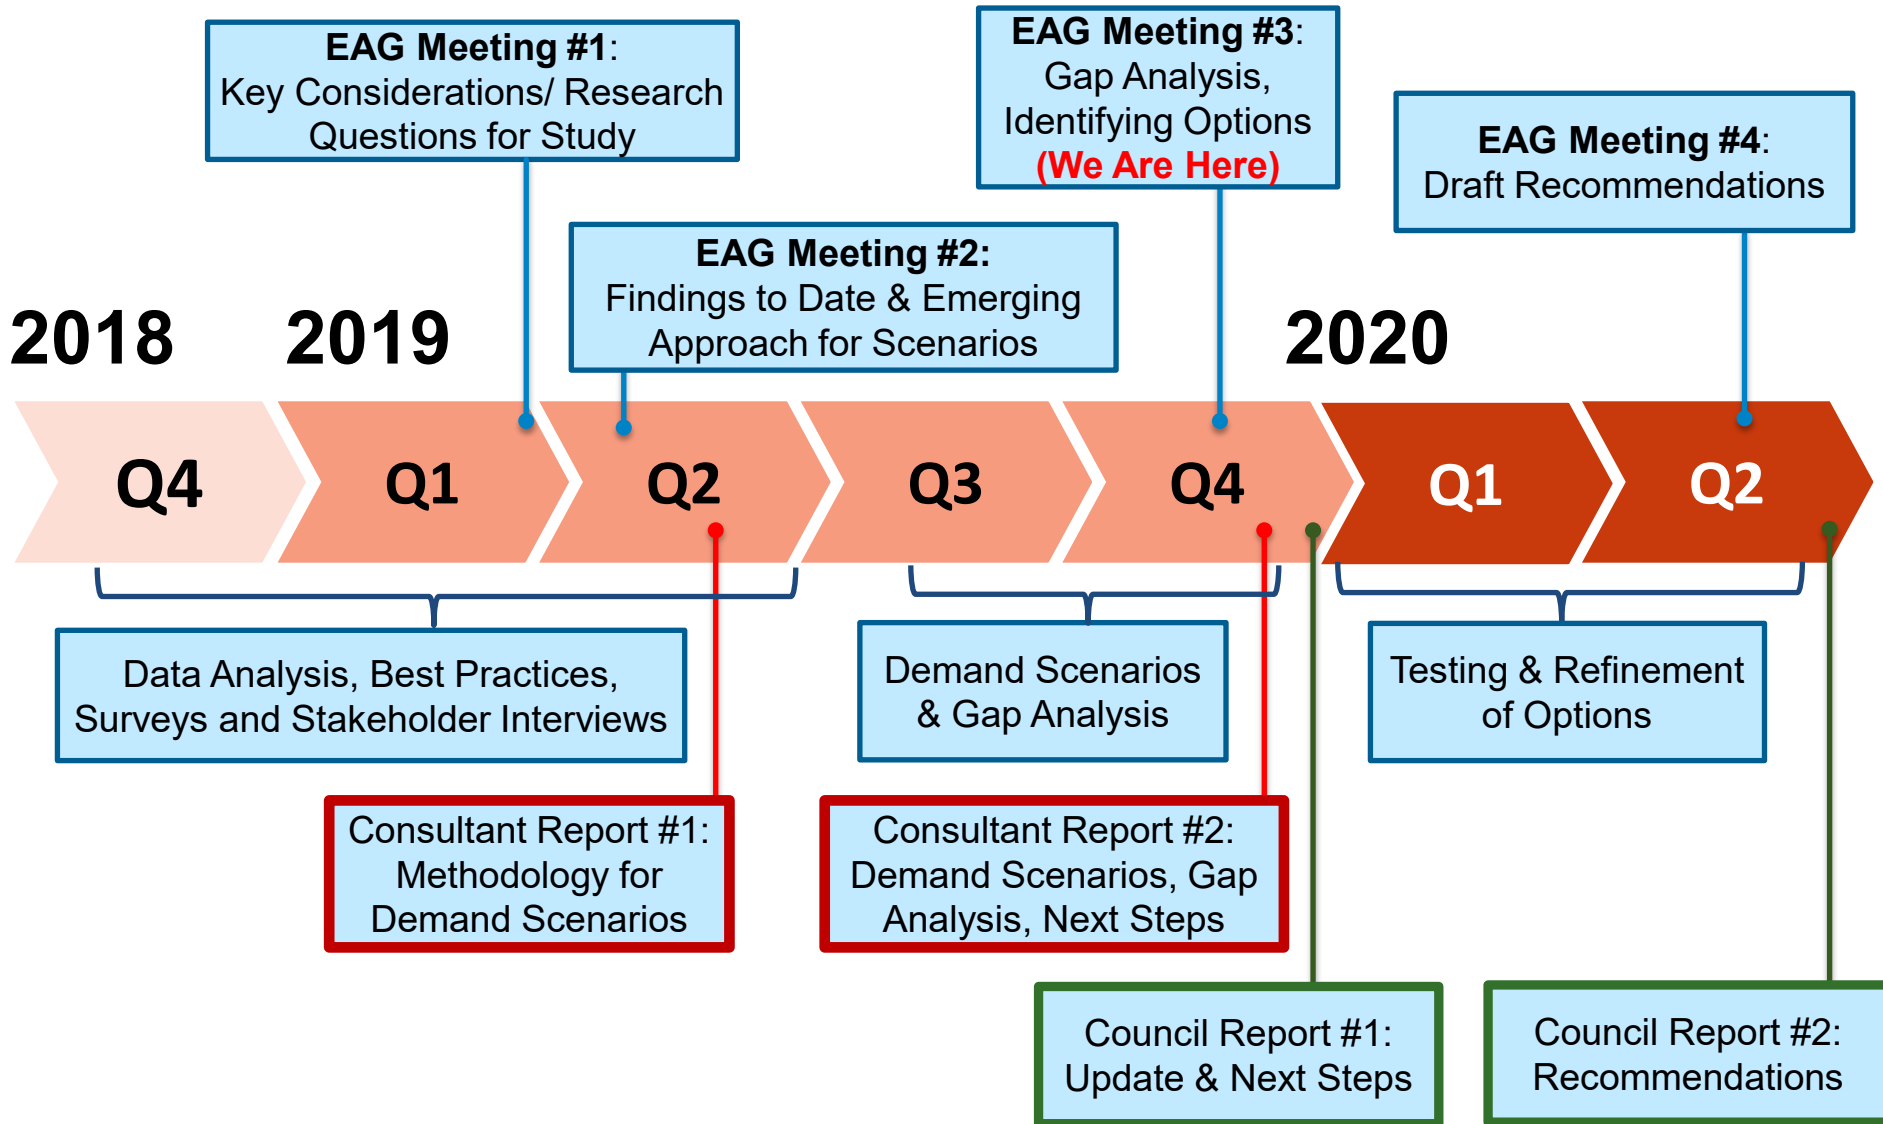 EAG Meeting #1:
Key Considerations/ Research
Questions for Study
EAG Meeting #3:
Gap Analysis,
Identifying Options
(We Are Here)
EAG Meeting #4:
Draft Recommendations
EAG Meeting #2:
Findings to Date & Emerging
Approach for Scenarios
2018
2019
2020
Q4
Q1
Q2
Q3
Q4
Q1
Q2
Data Analysis, Best Practices,
Surveys and Stakeholder Interviews
Demand Scenarios
& Gap Analysis
Testing & Refinement
of Options
Consultant Report #1:
Methodology for
Demand Scenarios
Consultant Report #2:
Demand Scenarios, Gap
Analysis, Next Steps
Council Report #1:
Update & Next Steps
Council Report #2:
Recommendations